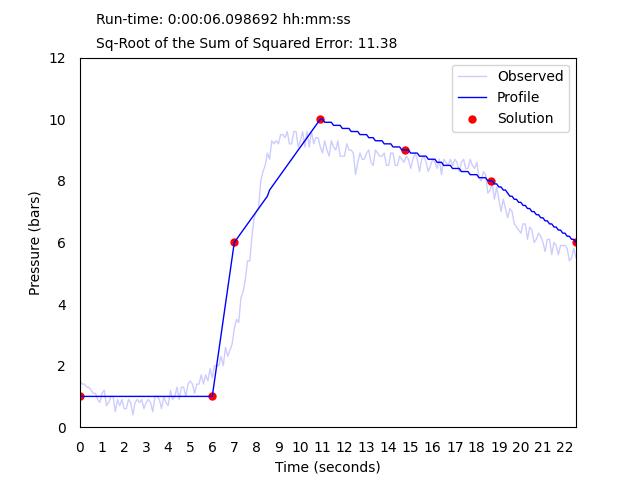 Run-time: 0:00:06.098692 hh:mm:ss
Sq-Root of the Sum of Squared Error: 11.38
Observed
Profile
Solution
12
10
8
6
4
2
0
Pressure (bars)
0 1 2 3 4 5 6 7 8 9 10 11 12 13 14 15 16 17 18 19 20 21 22
Time (seconds)